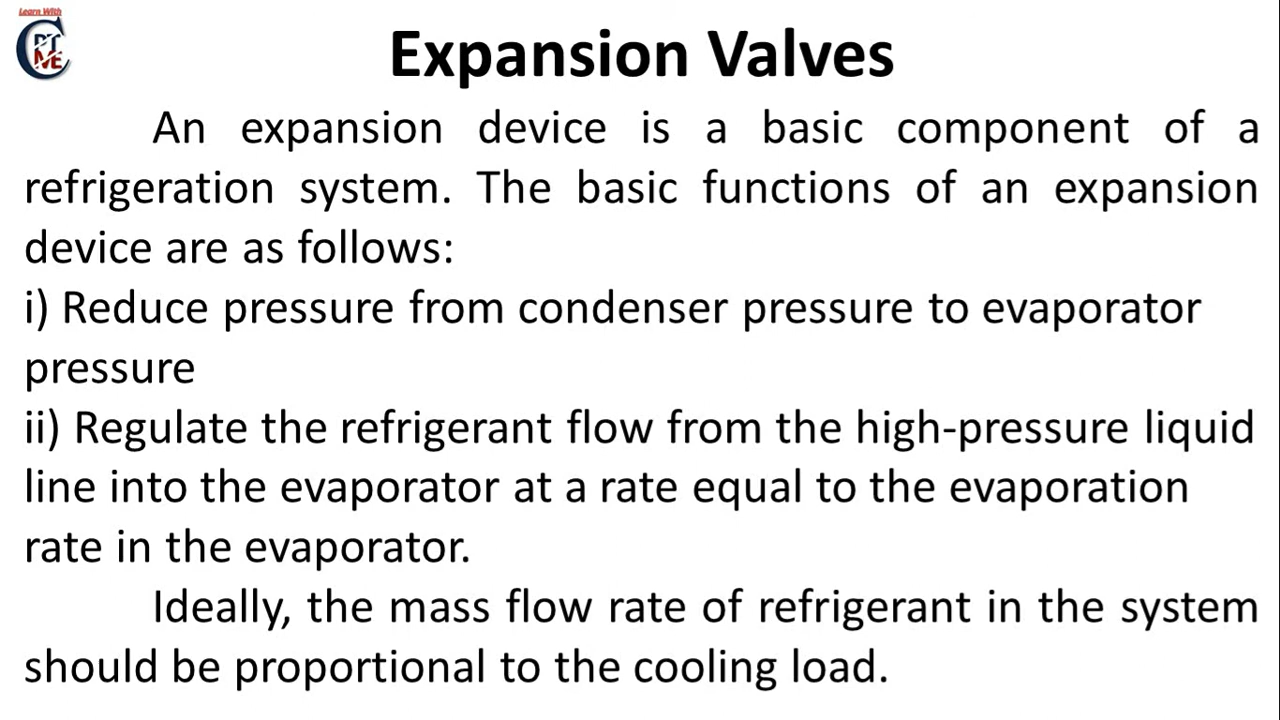 Learn With
Expansion Valves
An expansion device is a basic component of a
refrigeration system. The basic functions of an expansion
device are as follows:
i) Reduce pressure from condenser pressure to evaporator
pressure
ii) Regulate the refrigerant flow from the high-pressure liquid
line into the evaporator at a rate equal to the evaporation
rate in the evaporator.
Ideally, the mass flow rate of refrigerant in the system
should be proportional to the cooling load.